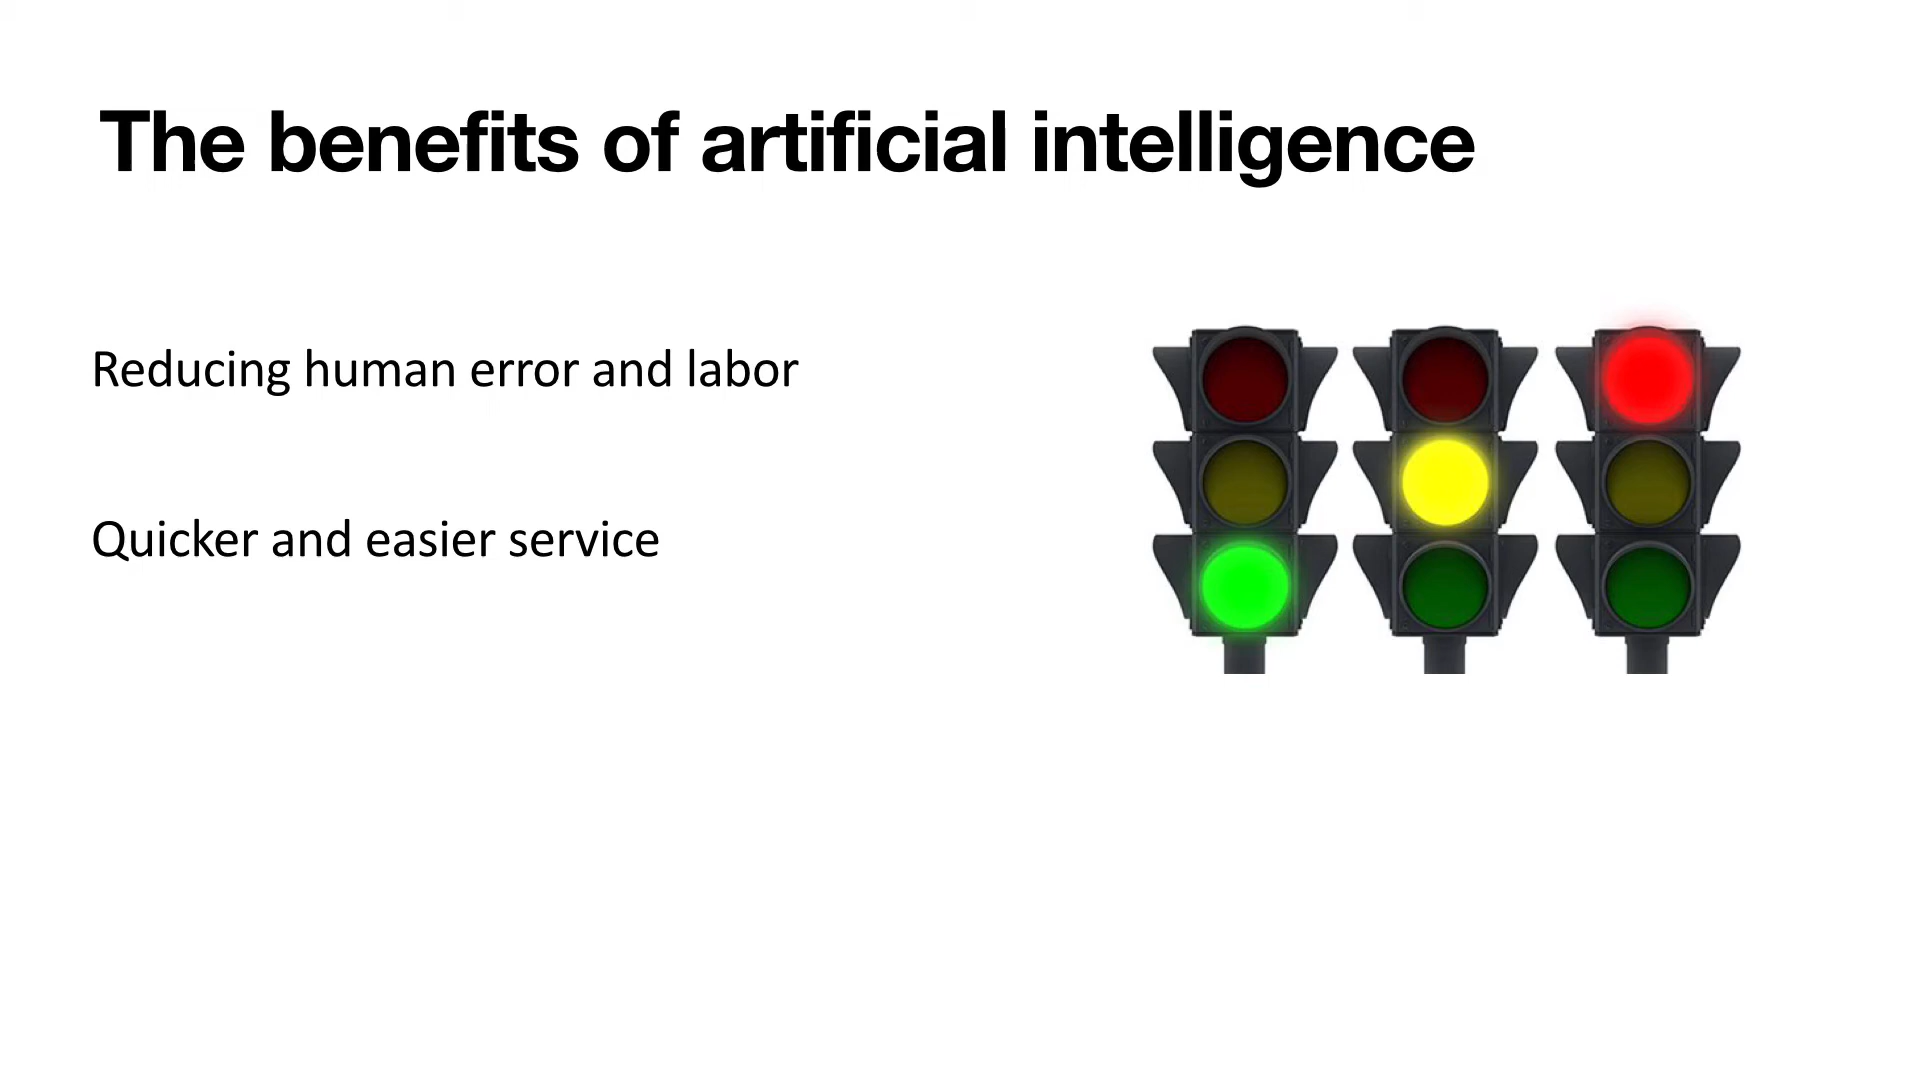 The benefits of artificial intelligence
Reducing human error and labor
Quicker and easier service